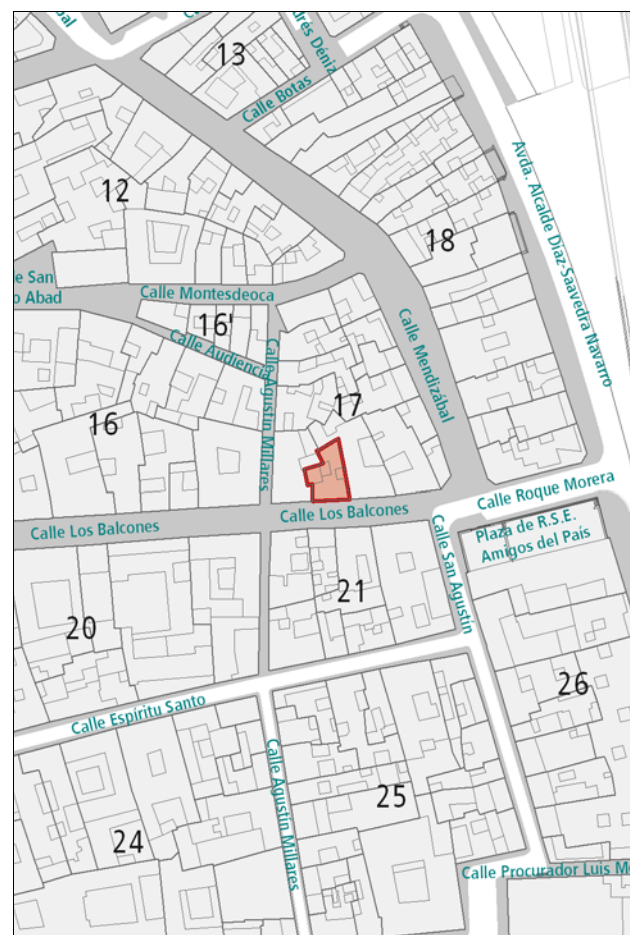 13
Calle Botas
12
18
Avda. Alcalde Díaz-Saavedra Navarro
Calle Montesdeoca
16'
Calle Audiencia
Calle Agustín Millares
Calle Mendizábal
17
16
Calle Roque Morera
Calle Los Balcones
Calle Los Balcones
Plaza de R.S.E.
Amigos del País
Calle San Agustín
21
20
26
Calle Espíritu Santo
25
Calle Agustín Millares
24